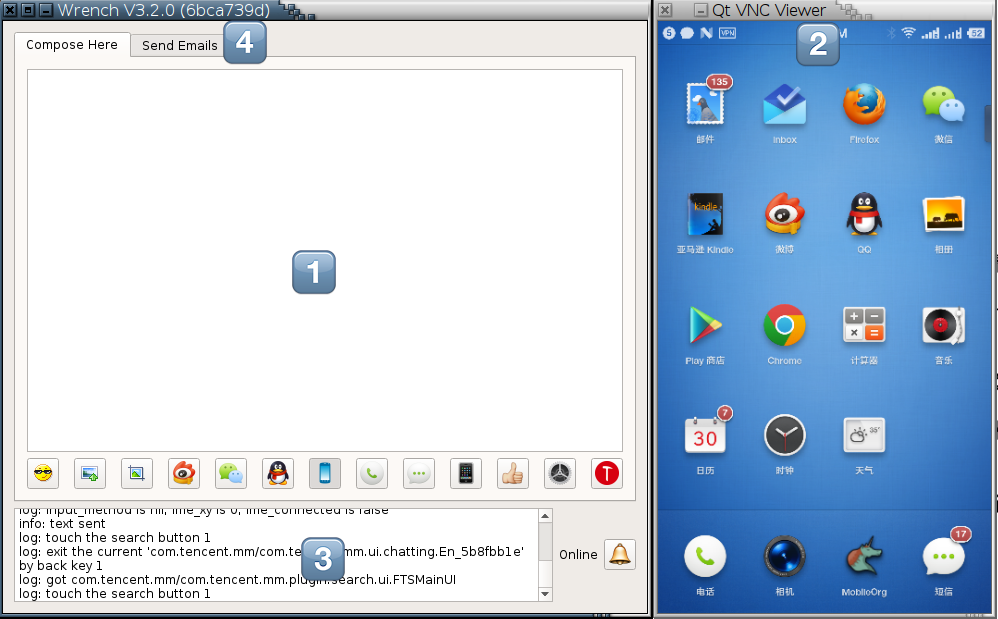 Wrench V3.2.0 (6bca739d)
Compose Here
Send Emails
4
1
log: input_method is nil, ime_xy is 0, ime_connected is false
info: text sent
log: touch the search button 1
log: exit the current 'com.tencent.mm/com.te mm.ui.chatting.En_5b8fbb1e'
by back key 1
log: got com.tencent.mm/com.tencent.mm.plugin.search.ui.FTSMainUI
log: touch the search button 1
3
Online
T
Qt VNC Viewer
5
N
VPN
2
M
52
135
邮件
Inbox
Firefox
微信
kindle
亚马逊 Kindle
微博
QQ
相册
Play 商店
Chrome
计算器
音乐
7
30
日历
时钟
35°
天气
17
电话
相机
MobileOrg
短信